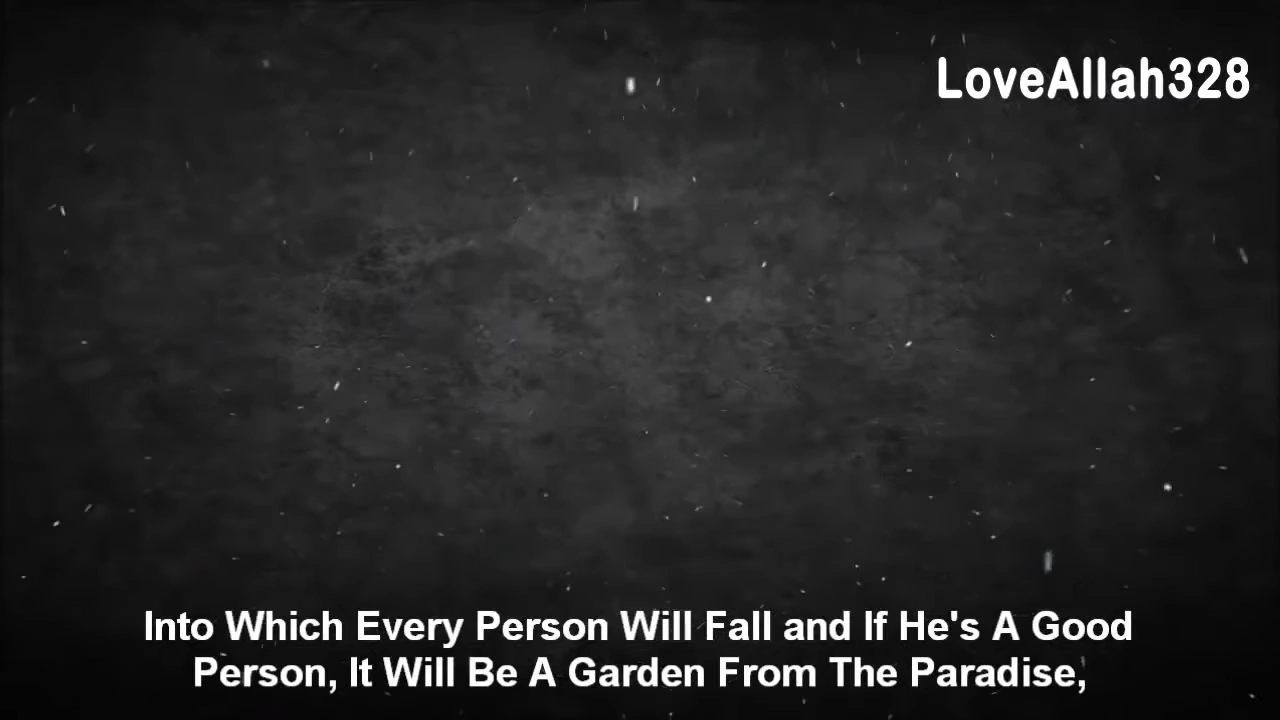 LoveAllah328
Into Which Every Person Will Fall and If He's A Good
Person, It Will Be A Garden From The Paradise,